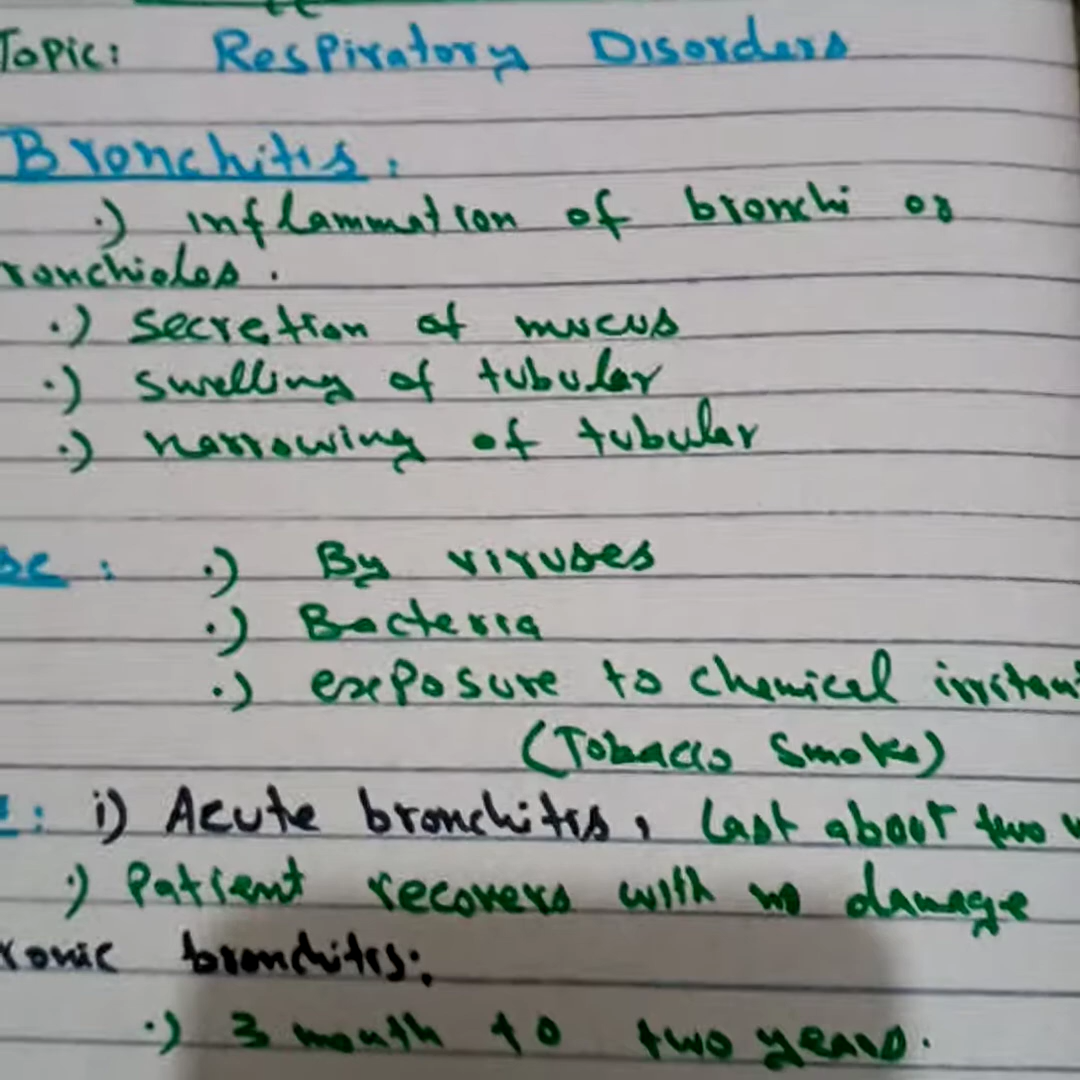 Topic: Respiratory Disorders
Bronchitis:
·) inflammation of bronchi or
ronchioles.
·) secretion of mucus
·) swelling of tubular
·) narrowing of tubular
se: ·) By viruses
·) Bacteria
·) exposure to chemical irritan
(Tobacco Smoke)
: i) Acute bronchitis, Last about two w
·) Patient recovers with no damage
ronic bronchitis:
·) 3 month to two years.